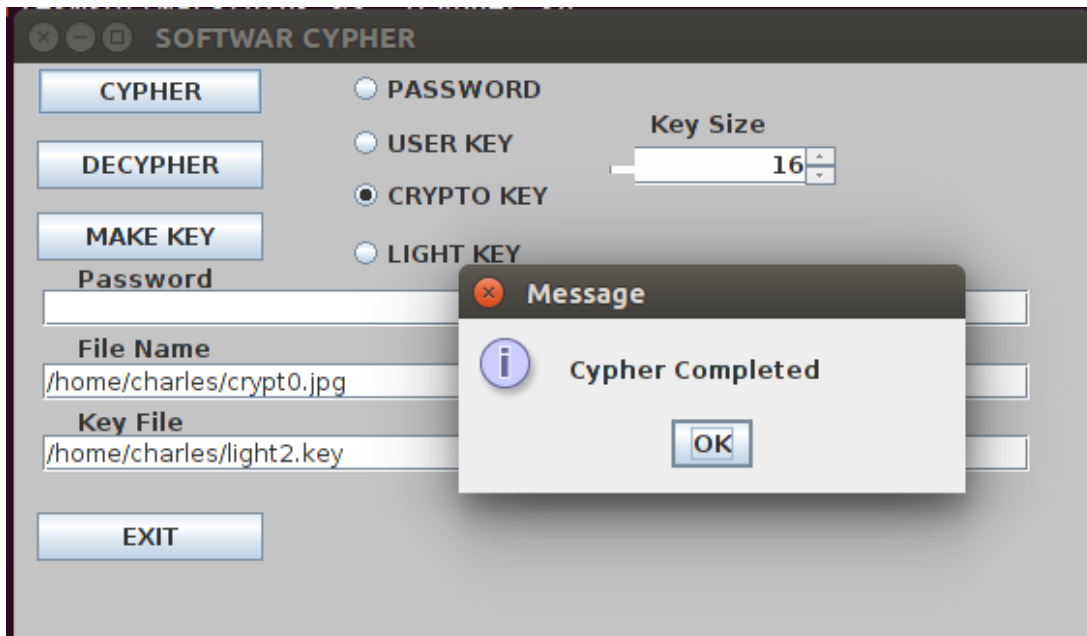 SOFTWAR CYPHER
CYPHER
PASSWORD
Key Size
USER KEY
16
DECYPHER
CRYPTO KEY
MAKE KEY
LIGHT KEY
Password
Message
File Name
Cypher Completed
/home/charles/crypt0.jpg
Key File
OK
/home/charles/light2.key
EXIT